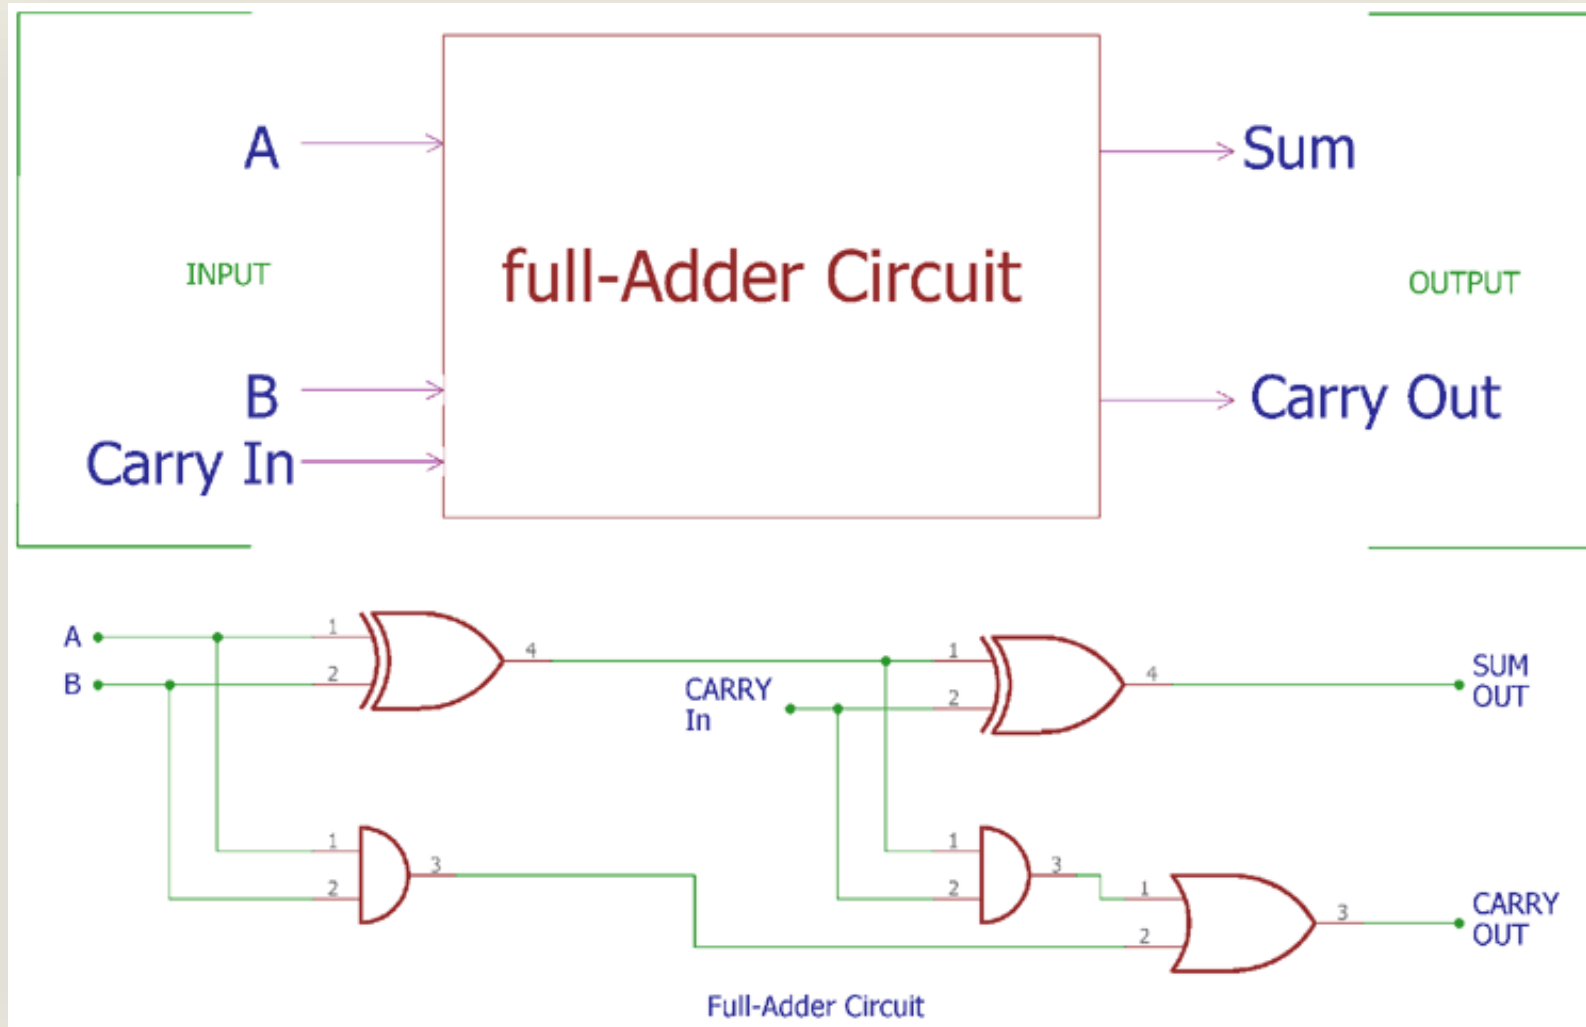 A
Sum
INPUT
full-Adder Circuit
OUTPUT
B
Carry Out
Carry In
A
1
4
B
2
CARRY
In
1
2
4
SUM
OUT
1
2
3
1
2
3
1
2
3
CARRY
OUT
Full-Adder Circuit